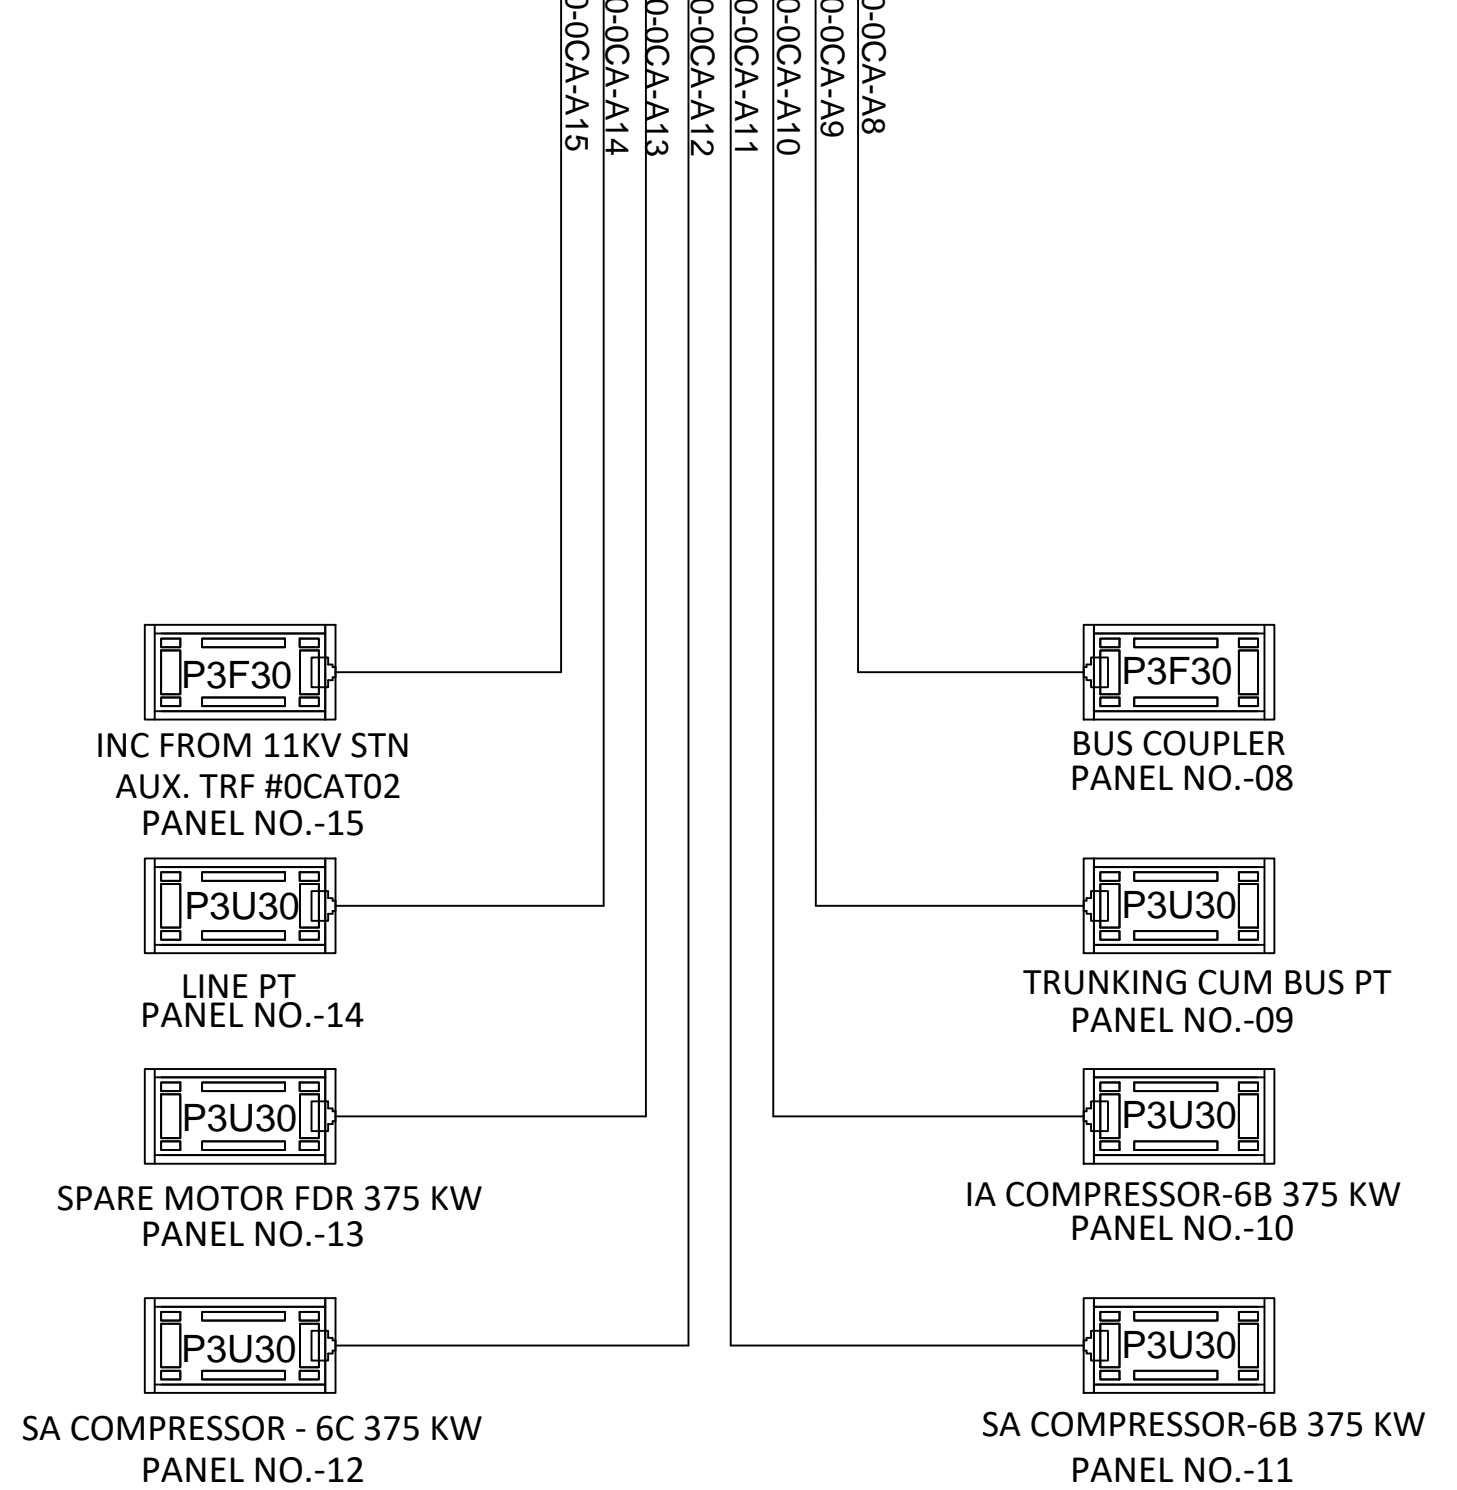 0-0CA-A15
0-0CA-A14
0-0CA-A13
0-0CA-A12
0-0CA-A11
0-0CA-A10
0-0CA-A9
0-0CA-A8
P3F30
INC FROM 11KV STN
AUX. TRF #0CAT02
PANEL NO.-15
P3U30
LINE PT
PANEL NO.-14
P3U30
SPARE MOTOR FDR 375 KW
PANEL NO.-13
P3U30
SA COMPRESSOR - 6C 375 KW
PANEL NO.-12
P3F30
BUS COUPLER
PANEL NO.-08
P3U30
TRUNKING CUM BUS PT
PANEL NO.-09
P3U30
IA COMPRESSOR-6B 375 KW
PANEL NO.-10
P3U30
SA COMPRESSOR-6B 375 KW
PANEL NO.-11